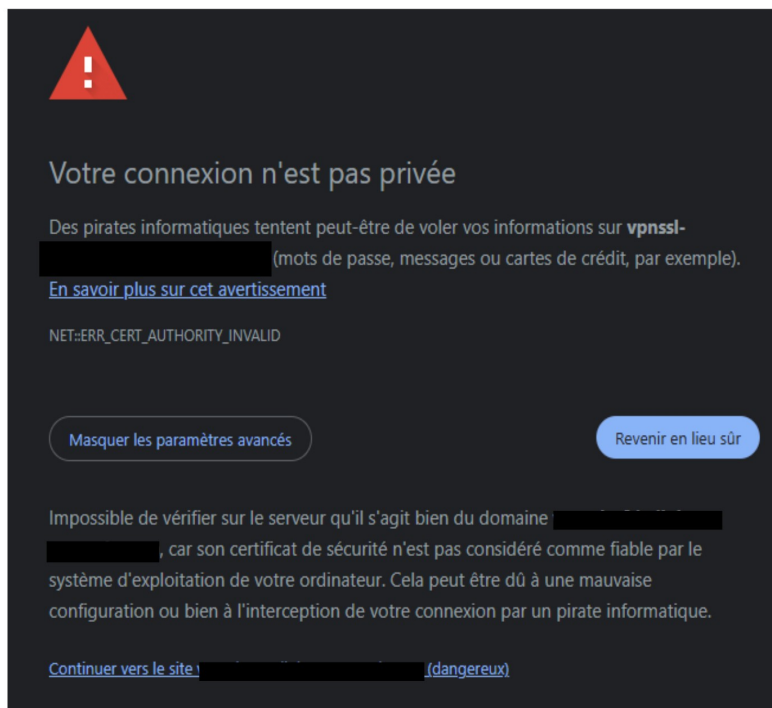 Votre connexion n'est pas privée
Des pirates informatiques tentent peut-être de voler vos informations sur vpnssl-
(mots de passe, messages ou cartes de crédit, par exemple).
En savoir plus sur cet avertissement
NET::ERR_CERT_AUTHORITY_INVALID
Masquer les paramètres avancés
Revenir en lieu sûr
Impossible de vérifier sur le serveur qu'il s'agit bien du domaine
, car son certificat de sécurité n'est pas considéré comme fiable par le
système d'exploitation de votre ordinateur. Cela peut être dû à une mauvaise
configuration ou bien à l'interception de votre connexion par un pirate informatique.
Continuer vers le site (dangereux)